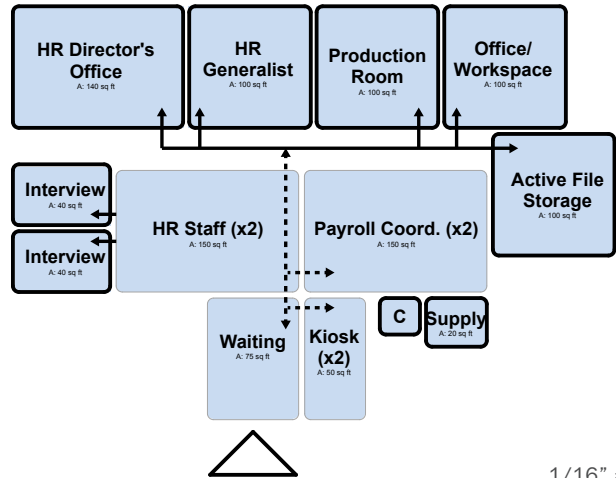 HR Director's
Office
A: 140 sq ft
HR
Generalist
A: 100 sq ft
Production
Room
A: 100 sq ft
Office/
Workspace
A: 100 sq ft
Active File
Storage
A: 100 sq ft
Interview
A: 40 sq ft
Interview
A: 40 sq ft
HR Staff (x2)
A: 150 sq ft
Payroll Coord. (x2)
A: 150 sq ft
Waiting
A: 75 sq ft
Kiosk
(x2)
A: 50 sq ft
C
Supply
A: 20 sq ft
1/16"